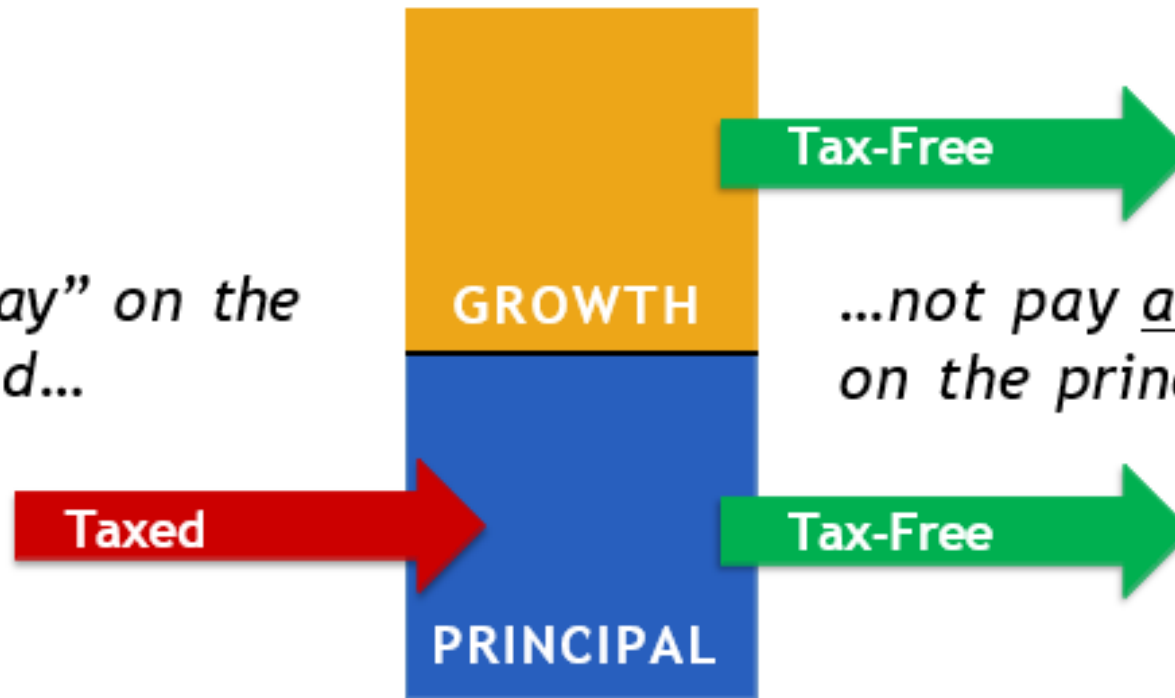 Tax-Free
ay” on the
d...
GROWTH
...not pay a
on the prin
Taxed
Tax-Free
PRINCIPAL